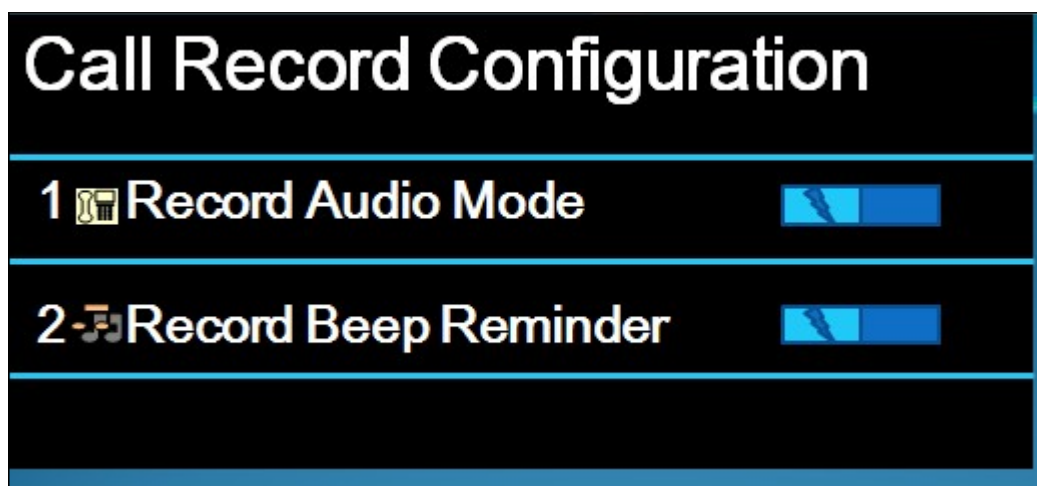 Call Record Configuration
1 Record Audio Mode
2 Record Beep Reminder